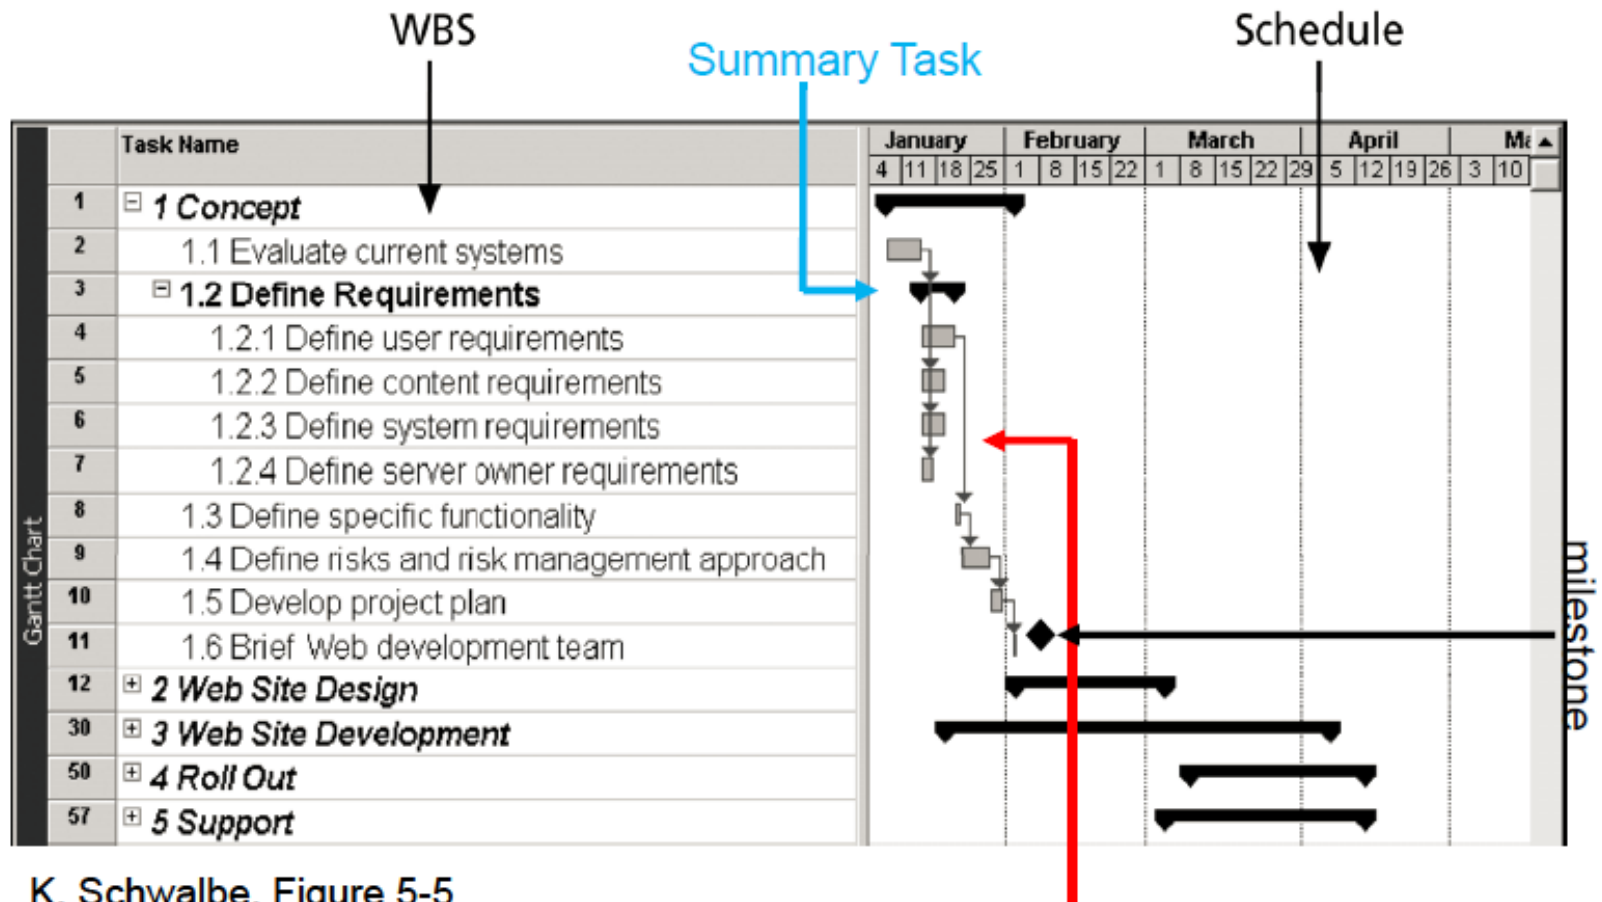 WBS
Schedule
Summary Task
Task Name
January February March April
4 11 18 25 1 8 15 22 1 8 15 22 29 5 12 19 26 3 10
1 1 Concept
2 1.1 Evaluate current systems
3 1.2 Define Requirements
4 1.2.1 Define user requirements
5 1.2.2 Define content requirements
6 1.2.3 Define system requirements
7 1.2.4 Define server owner requirements
8 1.3 Define specific functionality
9 1.4 Define risks and risk management approach
10 1.5 Develop project plan
11 1.6 Brief Web development team
12 2 Web Site Design
30 3 Web Site Development
50 4 Roll Out
57 5 Support
Gantt Chart
milestone
K. Schwalbe, Figure 5-5